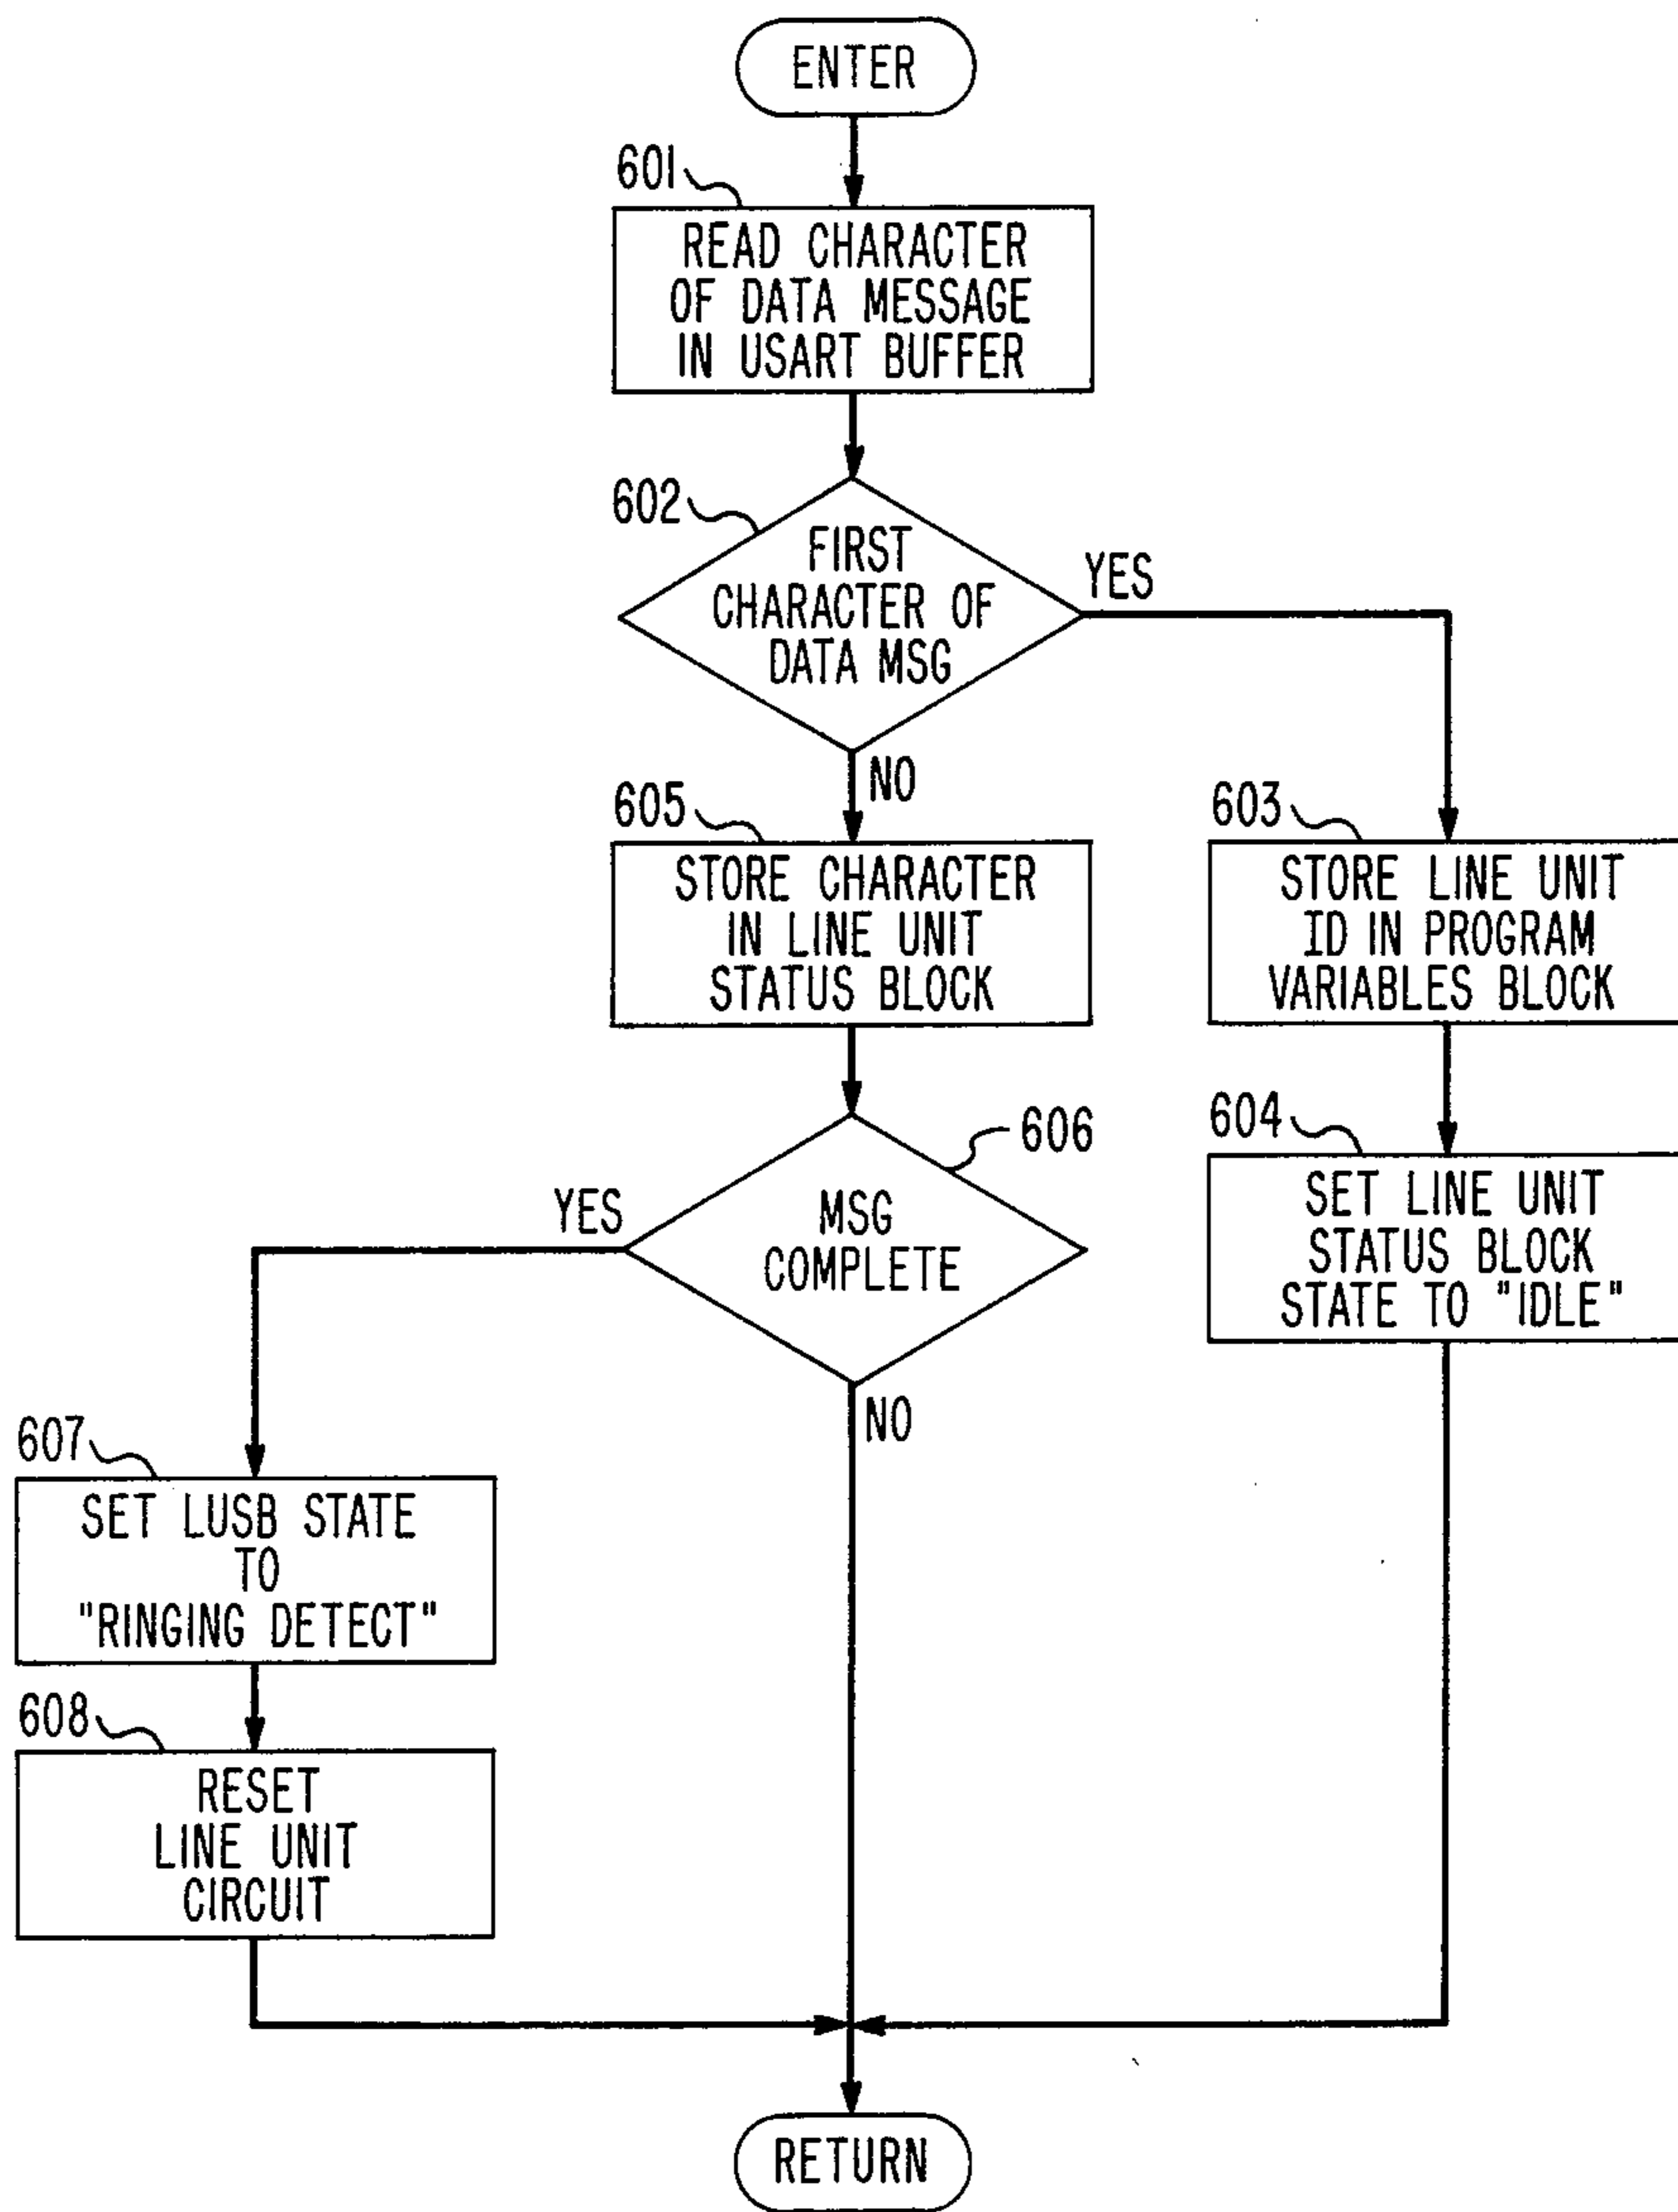 ENTER
601
READ CHARACTER
OF DATA MESSAGE
IN USART BUFFER
602
FIRST
CHARACTER OF
DATA MSG
YES
NO
605
STORE CHARACTER
IN LINE UNIT
STATUS BLOCK
603
STORE LINE UNIT
ID IN PROGRAM
VARIABLES BLOCK
606
MSG
COMPLETE
YES
NO
604
SET LINE UNIT
STATUS BLOCK
STATE TO "IDLE"
607
SET LUSB STATE
TO
"RINGING DETECT"
608
RESET
LINE UNIT
CIRCUIT
RETURN